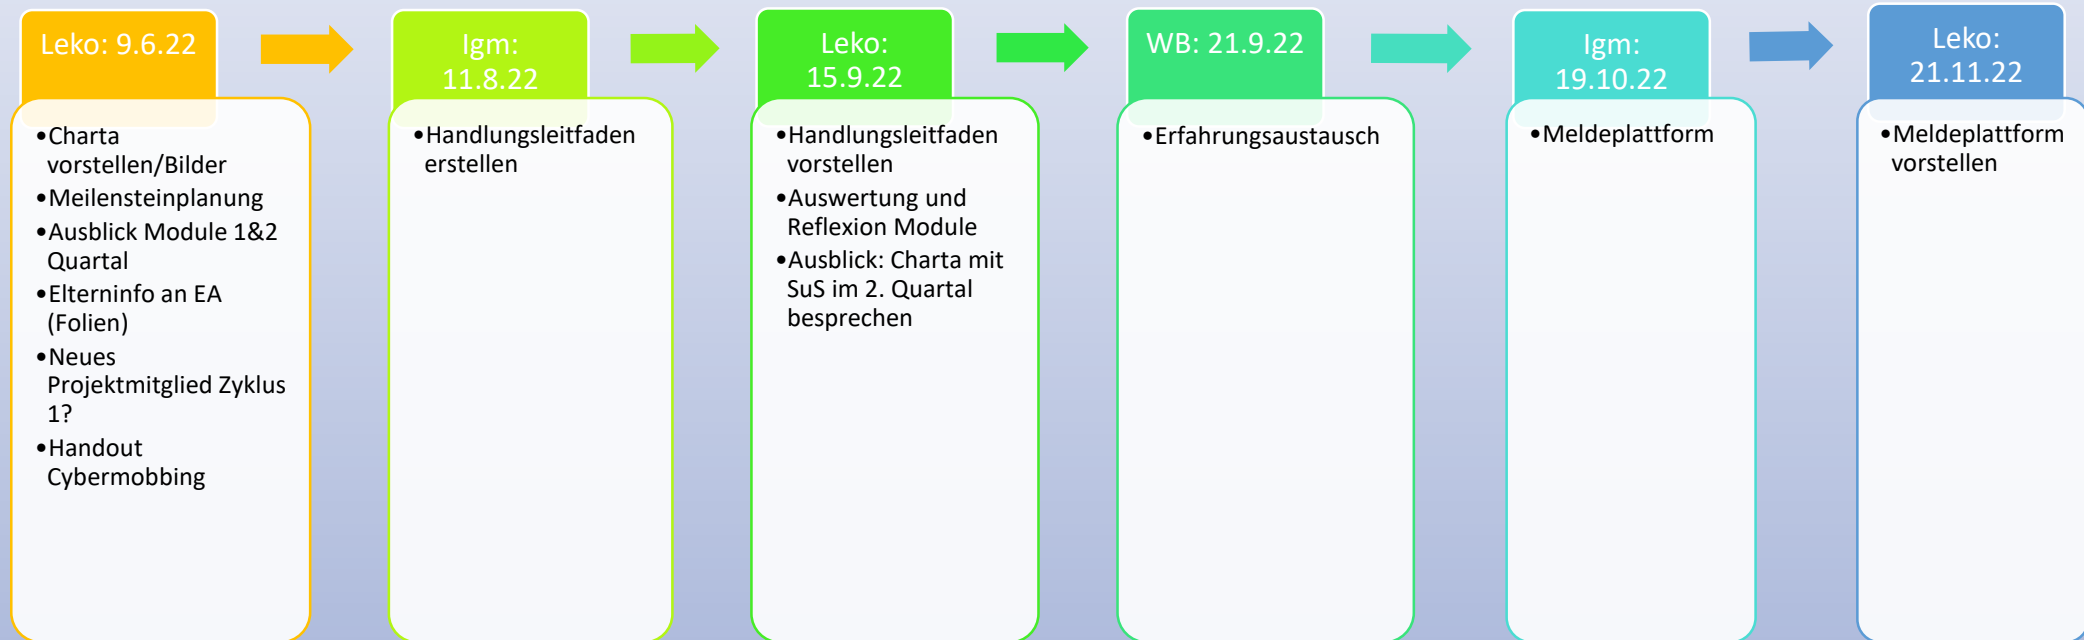 Leko: 9.6.22
•Charta
vorstellen/Bilder
•Meilensteinplanung
•Ausblick Module 1&2
Quartal
•Elterninfo an EA
(Folien)
•Neues
Projektmitglied Zyklus
1?
•Handout
Cybermobbing
Igm:
11.8.22
•Handlungsleitfaden
erstellen
Leko:
15.9.22
•Handlungsleitfaden
vorstellen
•Auswertung und
Reflexion Module
•Ausblick: Charta mit
SuS im 2. Quartal
besprechen
WB: 21.9.22
•Erfahrungsaustausch
Igm:
19.10.22
•Meldeplattform
Leko:
21.11.22
•Meldeplattform
vorstellen